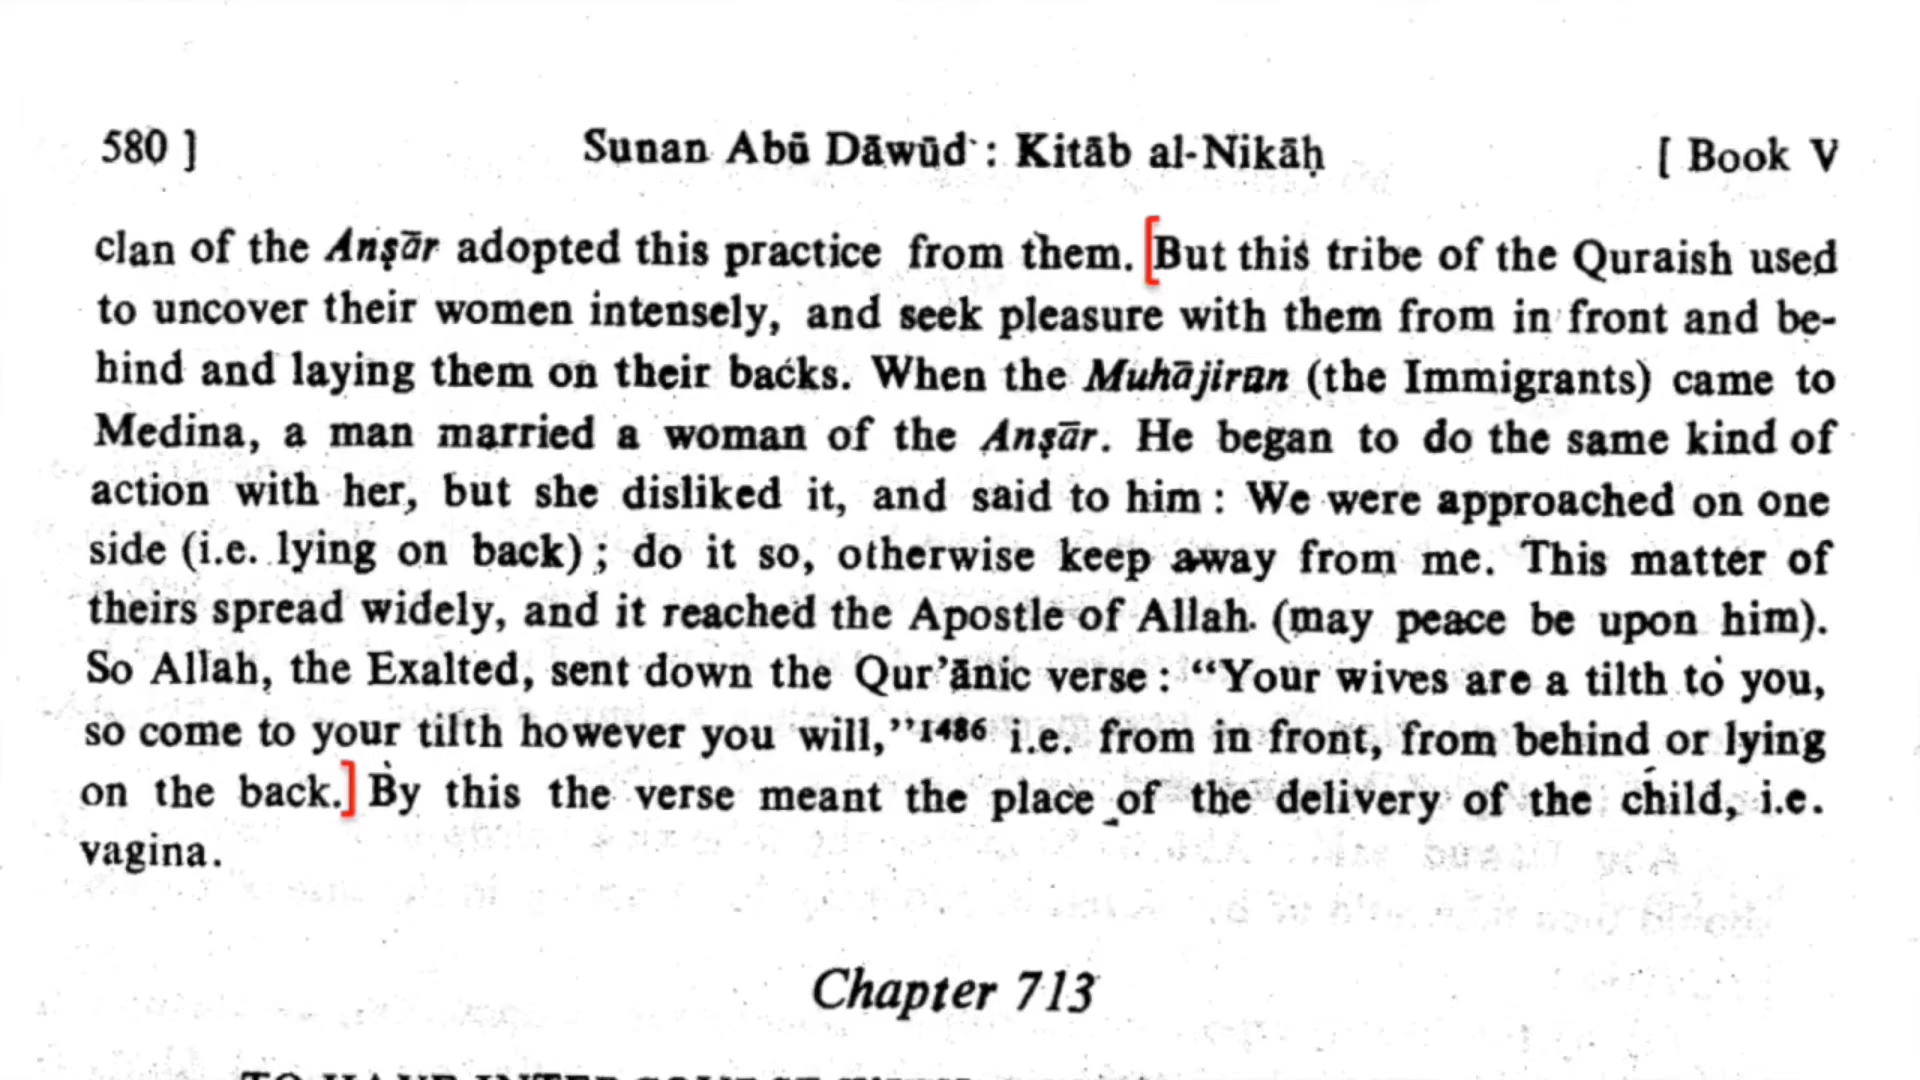 580 ] Sunan Abū Dāwūd : Kitāb al-Nikāḥ [ Book V
clan of the Anṣār adopted this practice from them. [But this tribe of the Quraish used
to uncover their women intensely, and seek pleasure with them from in front and be-
hind and laying them on their backs. When the Muhājirun (the Immigrants) came to
Medina, a man married a woman of the Anṣār. He began to do the same kind of
action with her, but she disliked it, and said to him : We were approached on one
side (i.e. lying on back) ; do it so, otherwise keep away from me. This matter of
theirs spread widely, and it reached the Apostle of Allah. (may peace be upon him).
So Allah, the Exalted, sent down the Qur’ānic verse : “Your wives are a tilth to you,
so come to your tilth however you will,”1486 i.e. from in front, from behind or lying
on the back.] By this the verse meant the place of the delivery of the child, i.e.
vagina.
Chapter 713
TO HAVE INTERCOURSE